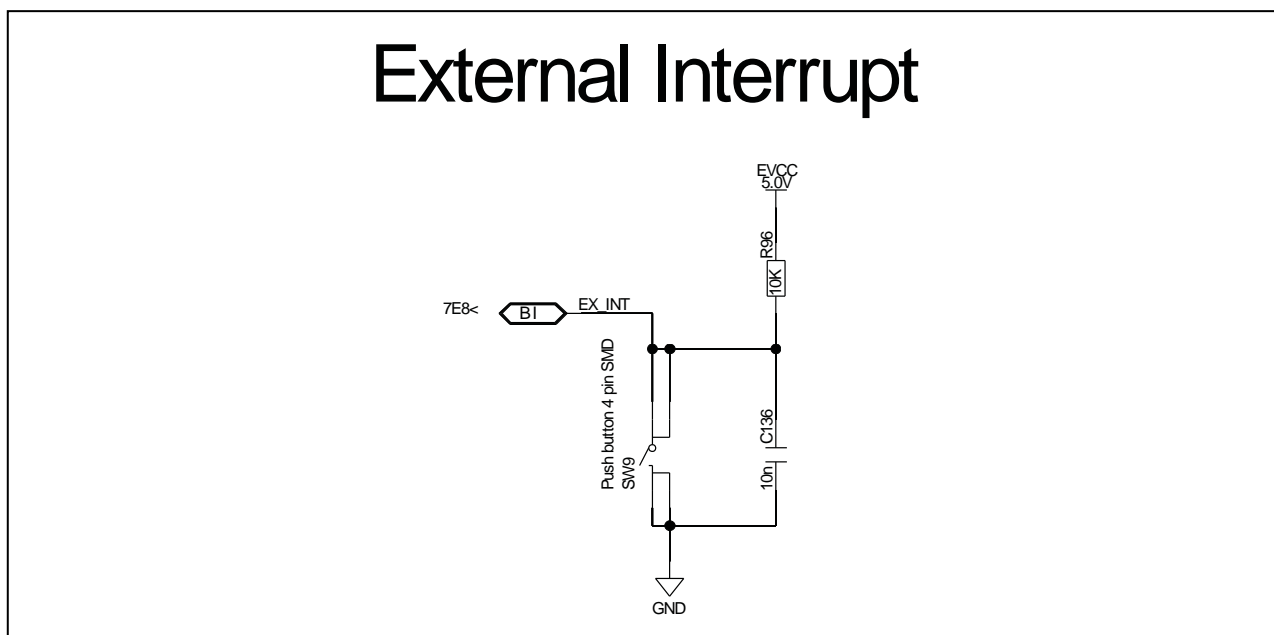 External Interrupt
EVCC
5.0V
R96
10K
7E8<
BI
EX_INT
Push button 4 pin SMD
SW9
C136
10n
GND